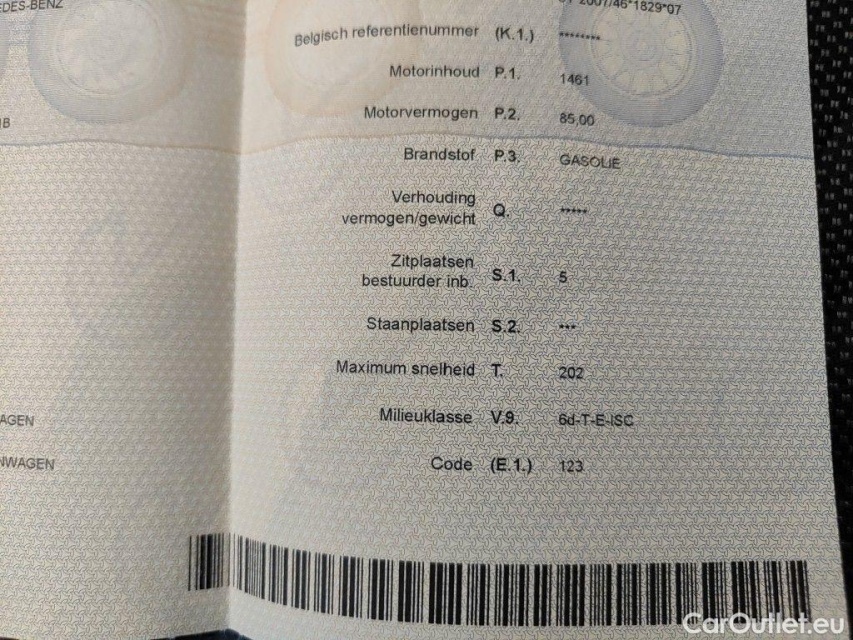 EDES-BENZ
2007/46*1829*07
Belgisch referentienummer (K.1.) ********
Motorinhoud P.1. 1461
Motorvermogen P.2. 85,00
Brandstof P.3. GASOLIE
Verhouding
vermogen/gewicht Q. *****
Zitplaatsen
bestuurder inb. S.1. 5
Staanplaatsen S.2. ***
Maximum snelheid T. 202
AGEN
Milieuklasse V.9. 6d-T-E-ISC
NWAGEN
Code (E.1.) 123
CarOutlet.eu